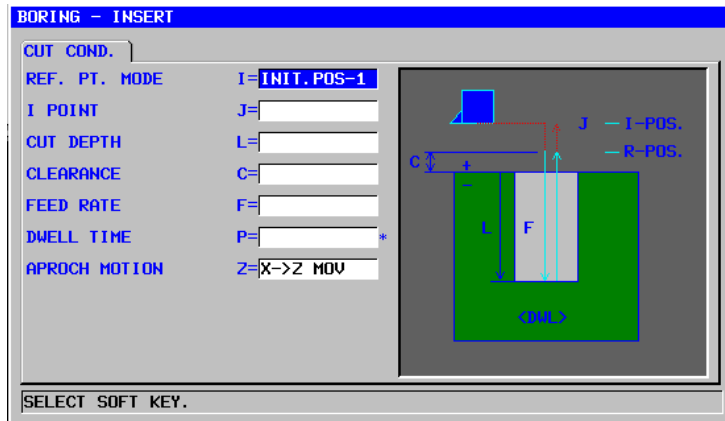 BORING - INSERT
CUT COND.
REF. PT. MODE I=INIT.POS-1
I POINT J=
CUT DEPTH L=
CLEARANCE C=
FEED RATE F=
DWELL TIME P= *
APROCH MOTION Z=X->Z MOV
J -I-POS.
-R-POS.
C
+
-
L F
<DWL>
SELECT SOFT KEY.